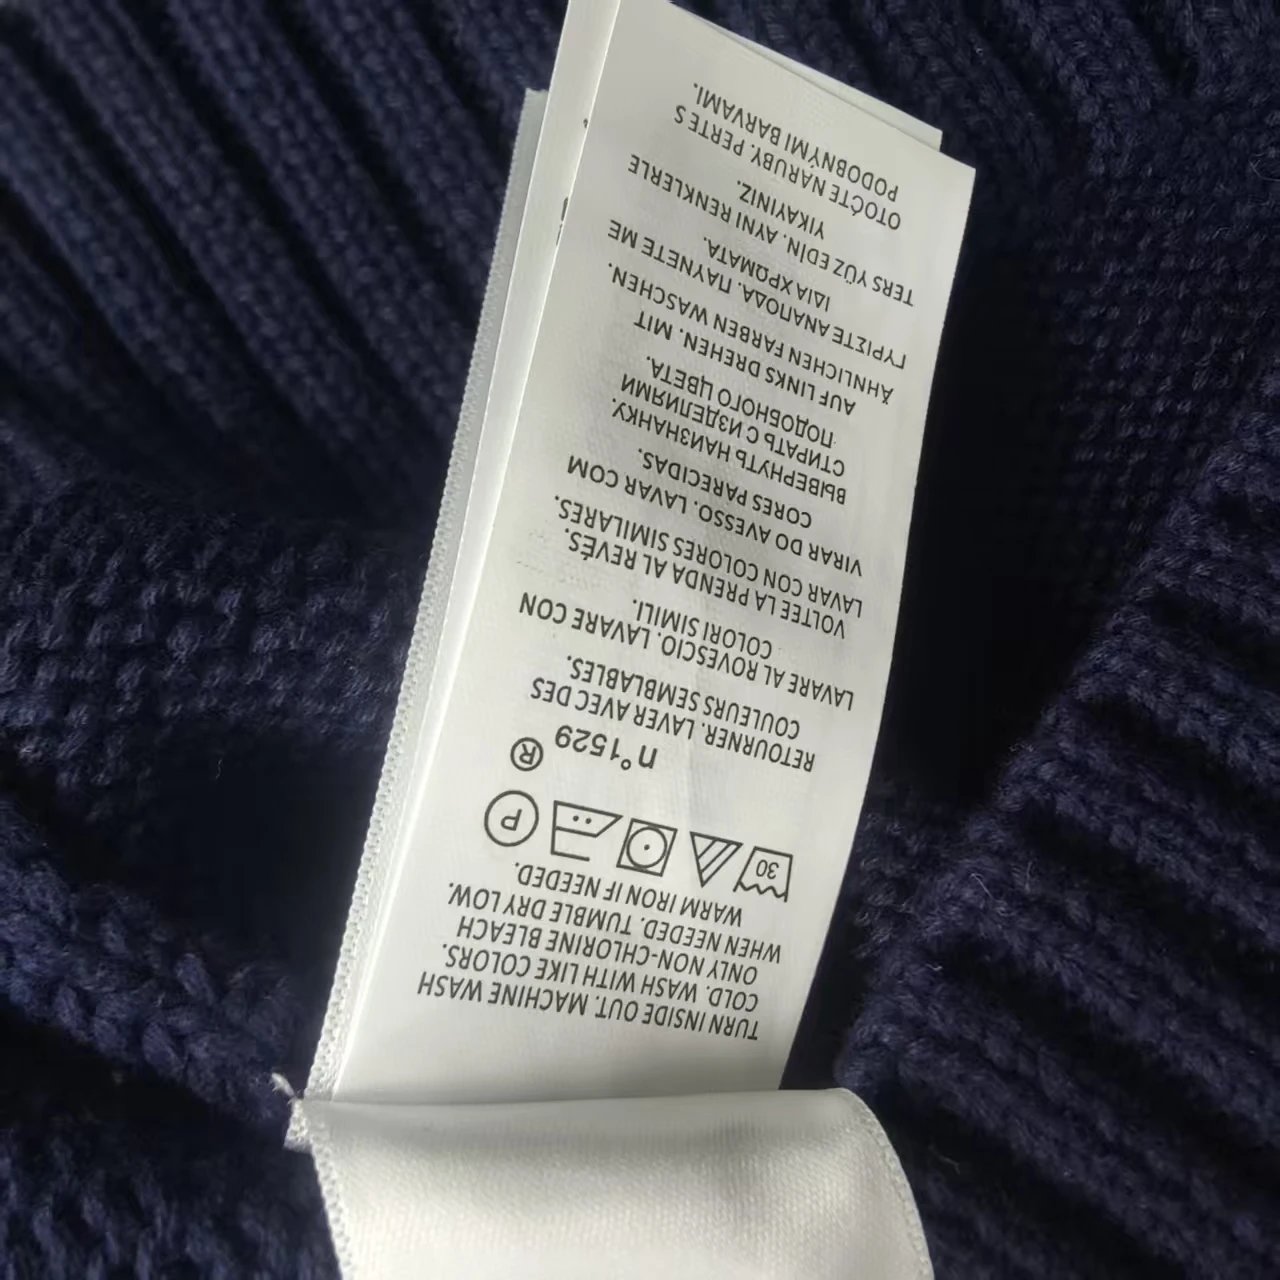 TURN INSIDE OUT. MACHINE WASH
COLD. WASH WITH LIKE COLORS.
ONLY NON-CHLORINE BLEACH
WHEN NEEDED. TUMBLE DRY LOW.
WARM IRON IF NEEDED.
30 P
n°1529 ®
RETOURNER. LAVER AVEC DES
COULEURS SEMBLABLES.
LAVARE AL ROVESCIO. LAVARE CON
COLORI SIMILI.
VOLTEE LA PRENDA AL REVÉS.
LAVAR CON COLORES SIMILARES.
VIRAR DO AVESSO. LAVAR COM
CORES PARECIDAS.
ВЫВЕРНУТЬ НАИЗНАНКУ.
СТИРАТЬ С ИЗДЕЛИЯМИ
ПОДОБНОГО ЦВЕТА.
AUF LINKS DREHEN. MIT
ÄHNLICHEN FARBEN WASCHEN.
ΓΥΡΙΣΤΕ ΑΝΑΠΟΔΑ. ΠΛΥΝΕΤΕ ΜΕ
ΙΔΙΑ ΧΡΩΜΑΤΑ.
TERS YÜZ EDİN. AYNI RENKLERLE
YIKAYINIZ.
OTOČTE NARUBY. PERTE S
PODOBNÝMI BARVAMI.